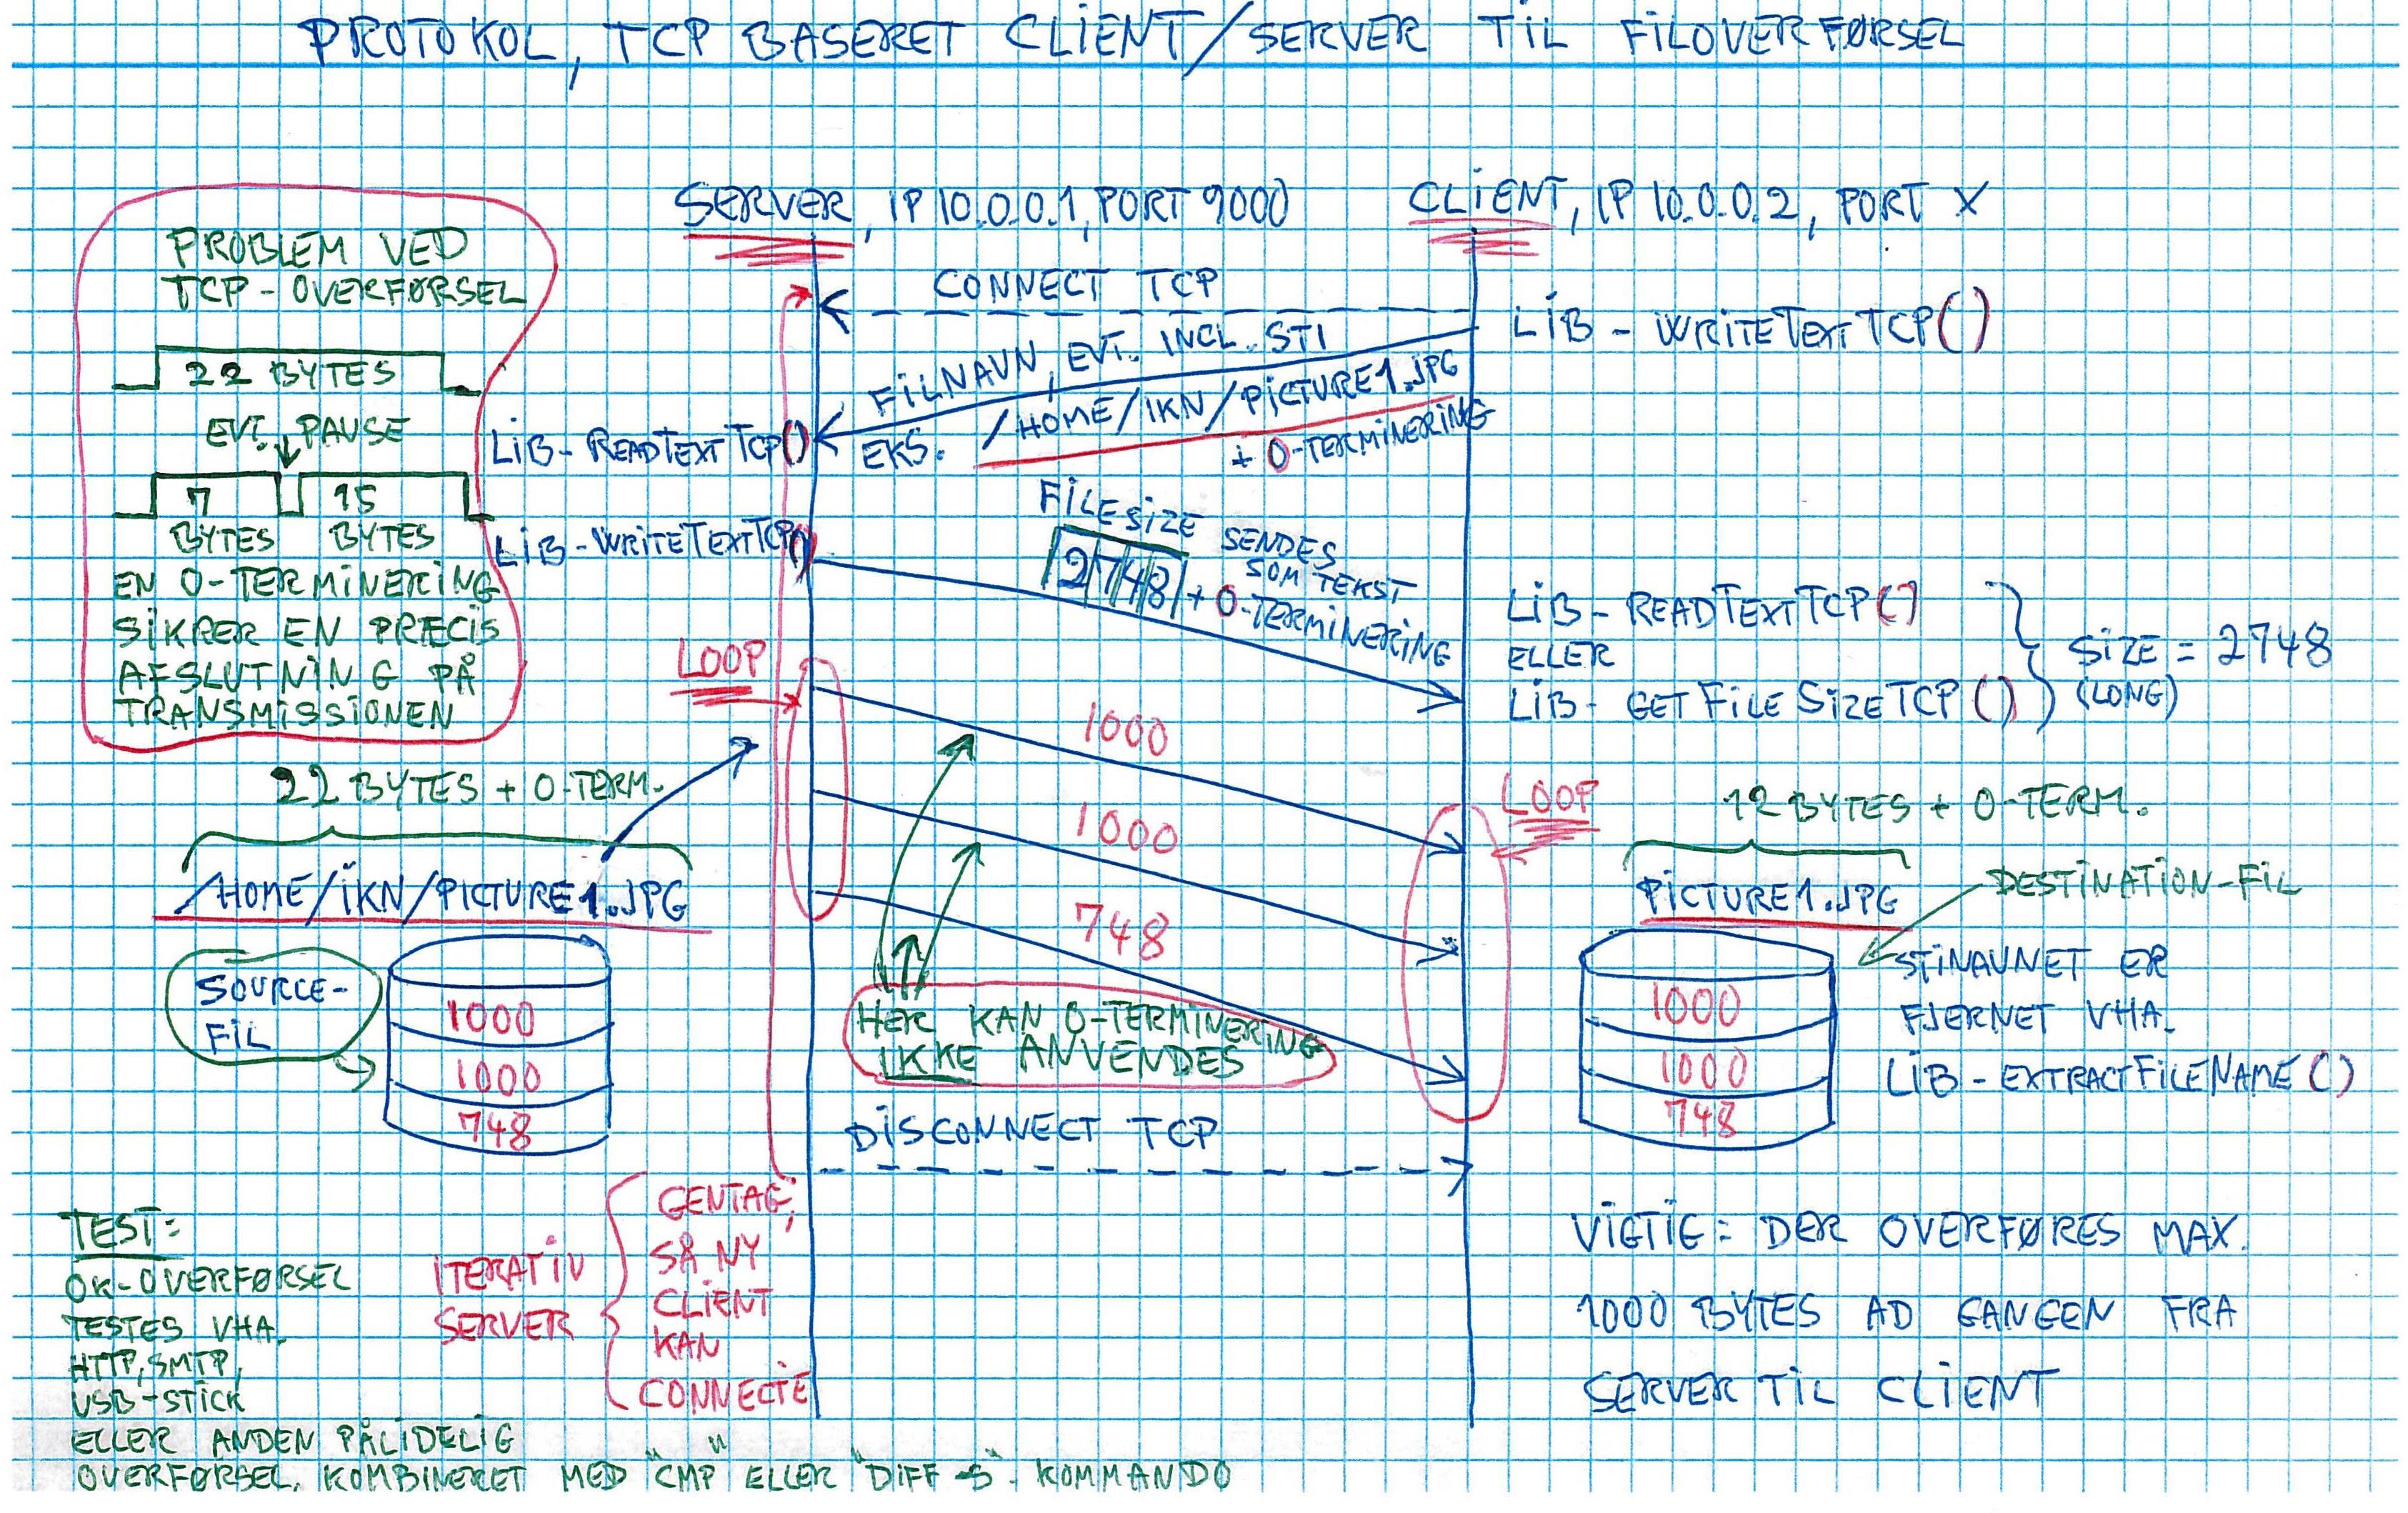 PROTOKOL, TCP BASERET CLIENT/SERVER TIL FILOVERFØRSEL
SERVER, IP 10.0.0.1, PORT 9000
CLIENT, IP 10.0.0.2, PORT X
PROBLEM VED
TCP-OVERFØRSEL
22 BYTES
EVT. PAUSE
7
BYTES
15
BYTES
EN 0-TERMINERING
SIKRER EN PRÆCIS
AFSLUTNING PÅ
TRANSMISSIONEN
CONNECT TCP
LIB-WRITETEXTTCP()
FILNAVN, EVT. INCL. STI
EKS. /HOME/IKN/PICTURE1.JPG
+ 0-TERMINERING
LIB-READTEXTTCP()
LIB-WRITETEXTTCP()
FILESIZE SENDES
SOM TEKST
2748 + 0-TERMINERING
LIB-READTEXTTCP()
ELLER
LIB-GETFILESIZETCP()
SIZE = 2748
(LONG)
LOOP
1000
1000
748
LOOP
22 BYTES + 0-TERM.
/HOME/IKN/PICTURE1.JPG
SOURCE-
FIL
1000
1000
748
HER KAN 0-TERMINERING
IKKE ANVENDES
12 BYTES + 0-TERM.
PICTURE1.JPG
DESTINATION-FIL
1000
1000
748
STINAVNET ER
FJERNET VHA.
LIB-EXTRACTFILENAME()
DISCONNECT TCP
ITERATIV
SERVER
GENTAG,
SÅ NY
CLIENT
KAN
CONNECTE
TEST:
OK-OVERFØRSEL
TESTES VHA.
HTTP, SMTP,
USB-STICK
ELLER ANDEN PÅLIDELIG
OVERFØRSEL, KOMBINERET MED "CMP" ELLER "DIFF -S"- KOMMANDO
VIGTIG: DER OVERFØRES MAX.
1000 BYTES AD GANGEN FRA
SERVER TIL CLIENT